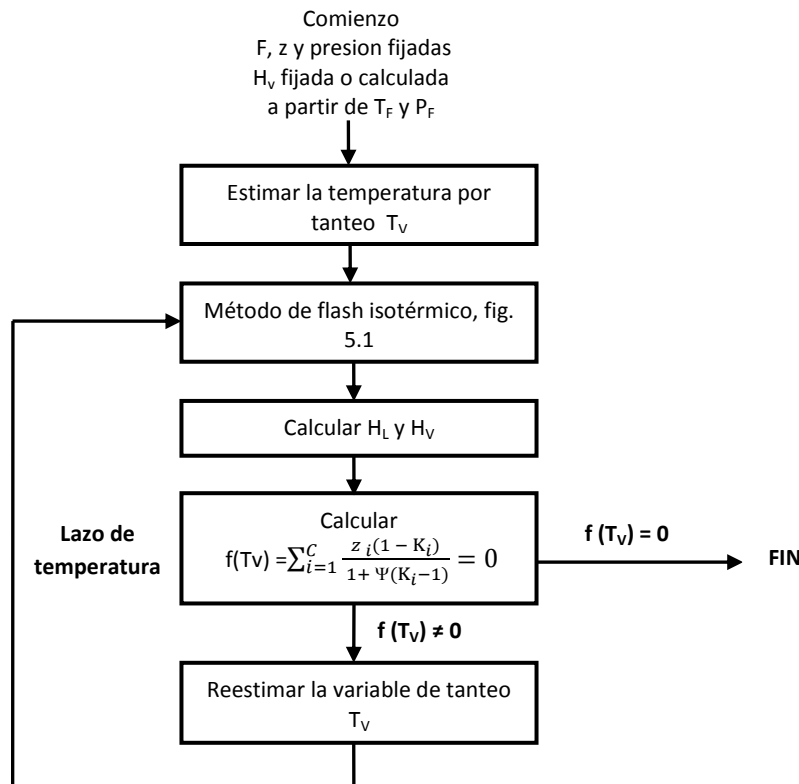 Comienzo
F, z y presion fijadas
Hv fijada o calculada
a partir de TF y PF
Estimar la temperatura por
tanteo TV
Método de flash isotérmico, fig.
5.1
Calcular HL y HV
Calcular
f(Tv) =∑_{i=1}^{C} \frac{z_i(1 − K_i)}{1+ Ψ(K_i−1)} = 0
f (TV) = 0
FIN
Lazo de
temperatura
f (TV) ≠ 0
Reestimar la variable de tanteo
TV